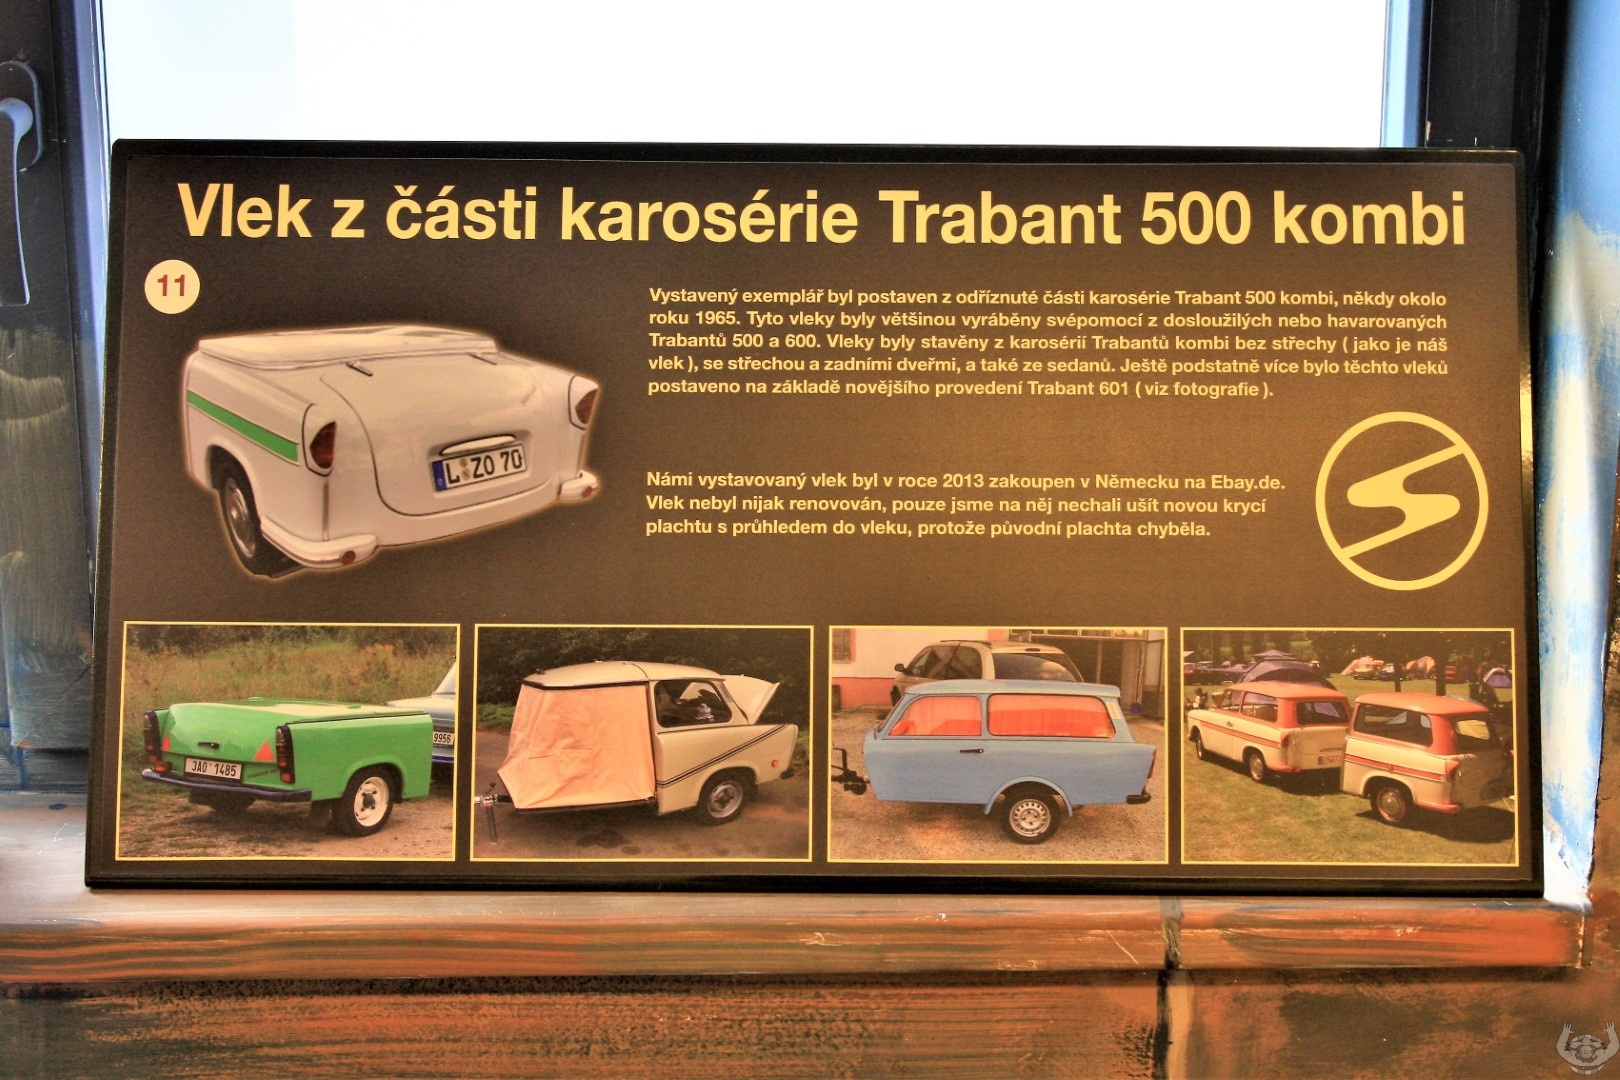 Vlek z části karosérie Trabant 500 kombi
11
Vystavený exemplář byl postaven z odříznuté části karosérie Trabant 500 kombi, někdy okolo
roku 1965. Tyto vleky byly většinou vyráběny svépomocí z dosloužilých nebo havarovaných
Trabantů 500 a 600. Vleky byly stavěny z karosérií Trabantů kombi bez střechy ( jako je náš
vlek ), se střechou a zadními dveřmi, a také ze sedanů. Ještě podstatně více bylo těchto vleků
postaveno na základě novějšího provedení Trabant 601 ( viz fotografie ).
L ZO 70
Námi vystavovaný vlek byl v roce 2013 zakoupen v Německu na Ebay.de.
Vlek nebyl nijak renovován, pouze jsme na něj nechali ušít novou krycí
plachtu s průhledem do vleku, protože původní plachta chyběla.
3A0 1485
9956